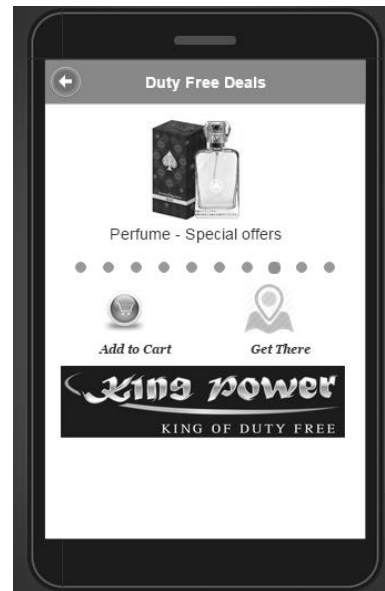 Duty Free Deals
Perfume - Special offers
Add to Cart
Get There
King Power
KING OF DUTY FREE